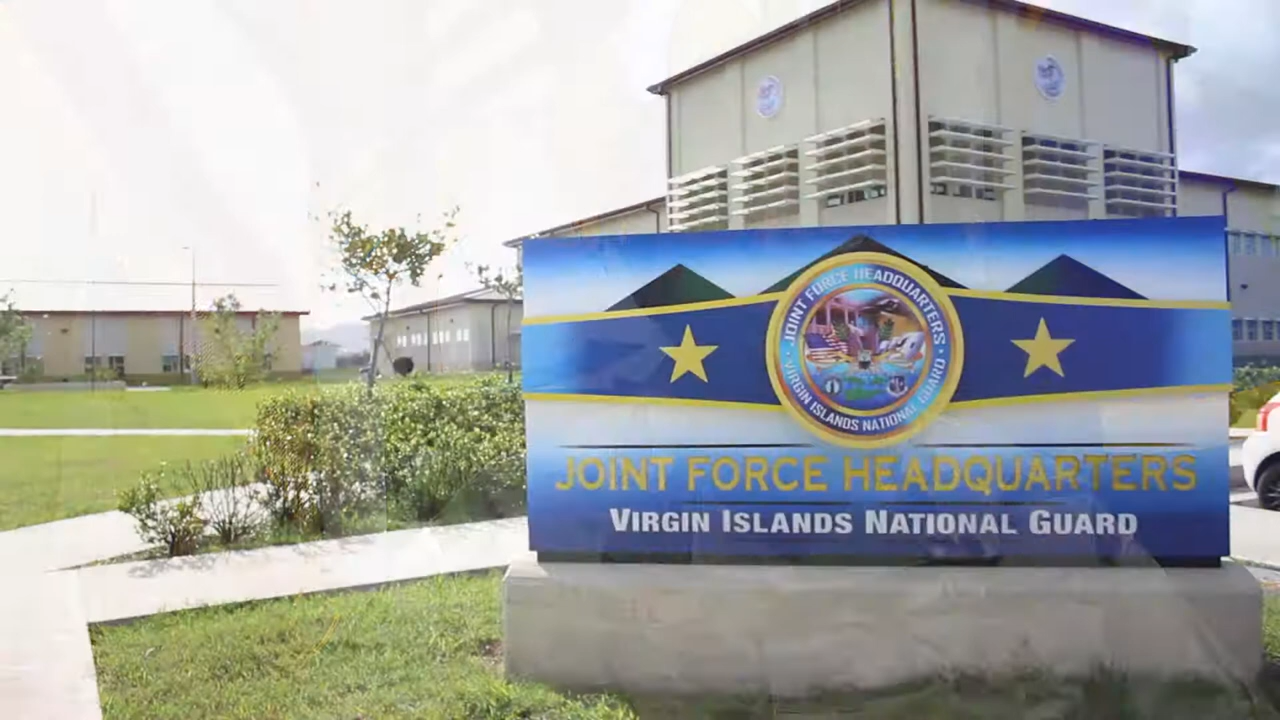 JOINT FORCE HEADQUARTERS
VIRGIN ISLANDS NATIONAL GUARD
JOINT FORCE HEADQUARTERS
VIRGIN ISLANDS NATIONAL GUARD